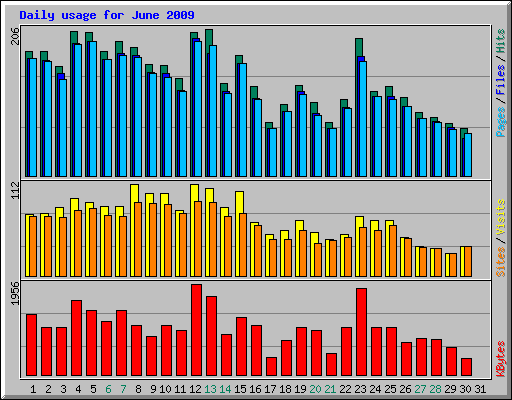 Daily usage for June 2009
206
Pages / Files / Hits
112
Sites / Visits
1956
KBytes
1 2 3 4 5 6 7 8 9 10 11 12 13 14 15 16 17 18 19 20 21 22 23 24 25 26 27 28 29 30 31